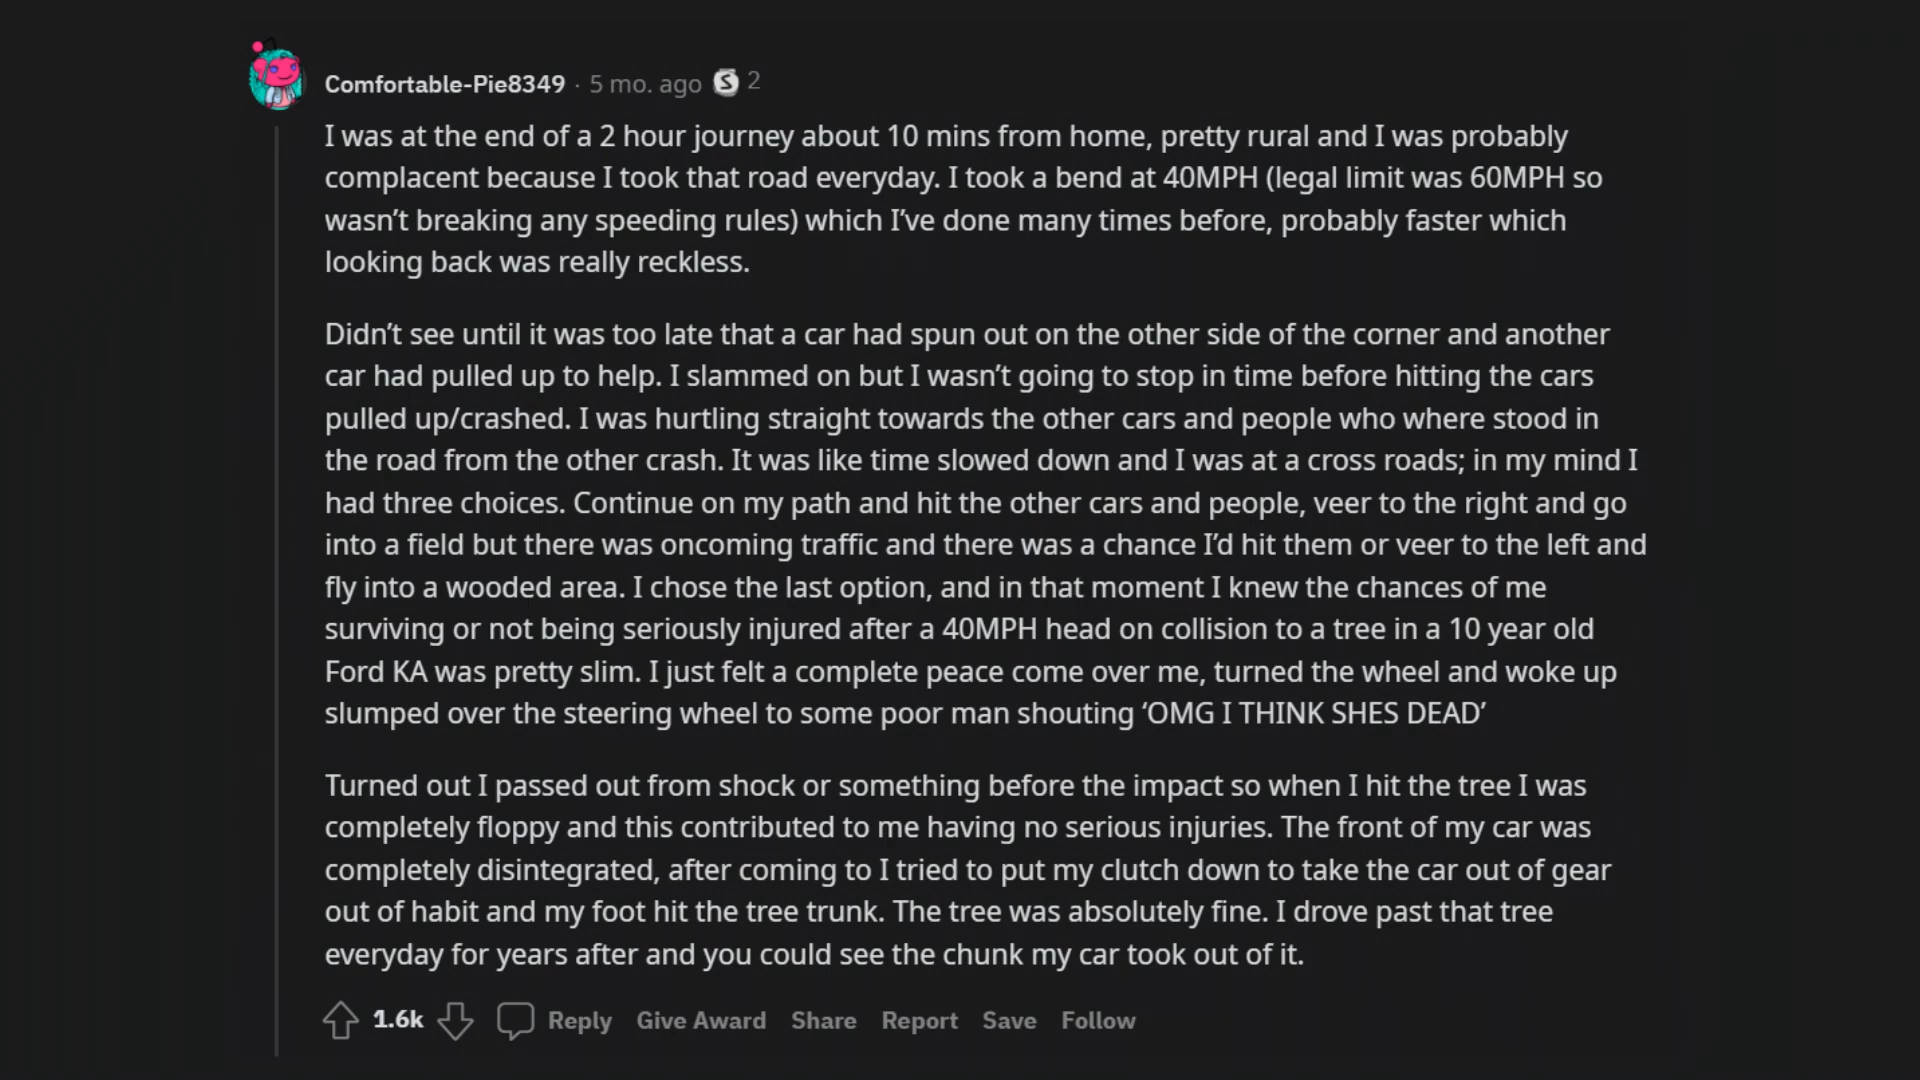 Comfortable-Pie8349 · 5 mo. ago S 2
I was at the end of a 2 hour journey about 10 mins from home, pretty rural and I was probably
complacent because I took that road everyday. I took a bend at 40MPH (legal limit was 60MPH so
wasn’t breaking any speeding rules) which I’ve done many times before, probably faster which
looking back was really reckless.
Didn’t see until it was too late that a car had spun out on the other side of the corner and another
car had pulled up to help. I slammed on but I wasn’t going to stop in time before hitting the cars
pulled up/crashed. I was hurtling straight towards the other cars and people who where stood in
the road from the other crash. It was like time slowed down and I was at a cross roads; in my mind I
had three choices. Continue on my path and hit the other cars and people, veer to the right and go
into a field but there was oncoming traffic and there was a chance I’d hit them or veer to the left and
fly into a wooded area. I chose the last option, and in that moment I knew the chances of me
surviving or not being seriously injured after a 40MPH head on collision to a tree in a 10 year old
Ford KA was pretty slim. I just felt a complete peace come over me, turned the wheel and woke up
slumped over the steering wheel to some poor man shouting ‘OMG I THINK SHES DEAD’
Turned out I passed out from shock or something before the impact so when I hit the tree I was
completely floppy and this contributed to me having no serious injuries. The front of my car was
completely disintegrated, after coming to I tried to put my clutch down to take the car out of gear
out of habit and my foot hit the tree trunk. The tree was absolutely fine. I drove past that tree
everyday for years after and you could see the chunk my car took out of it.
1.6k Reply Give Award Share Report Save Follow